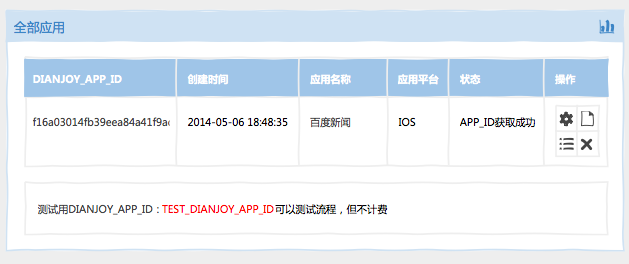 全部应用
DIANJOY_APP_ID 创建时间 应用名称 应用平台 状态 操作
f16a03014fb39eea84a41f9a 2014-05-06 18:48:35 百度新闻 IOS APP_ID获取成功
测试用DIANJOY_APP_ID：TEST_DIANJOY_APP_ID可以测试流程，但不计费